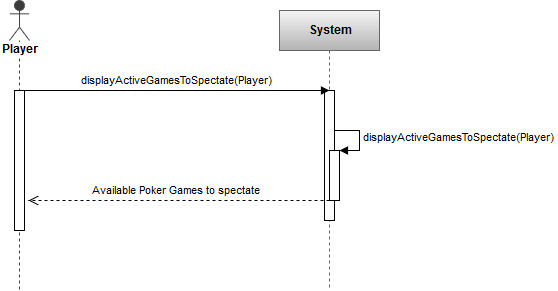 Player
System
displayActiveGamesToSpectate(Player)
displayActiveGamesToSpectate(Player)
Available Poker Games to spectate